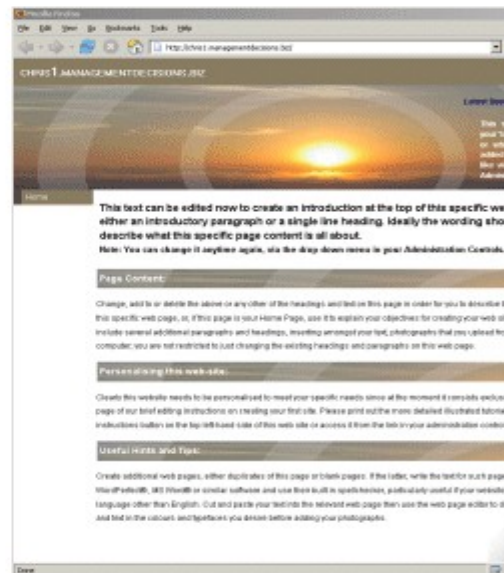 Mozilla Firefox
File Edit View Go Bookmarks Tools Help
http://chris1.managementdecisions.biz/
CHRIS1.MANAGEMENTDECISIONS.BIZ
Latest
This
your
or
added
like
Admin
Home
This text can be edited now to create an introduction at the top of this specific we
either an introductory paragraph or a single line heading. Ideally the wording sho
describe what this specific page content is all about.
Note: You can change it anytime again, via the drop down menu in your Administration Controls.
Page Content:
Change, add to or delete the above or any other of the headings and text on this page in order for you to describe t
this specific web page, or, if this page is your Home Page, use it to explain your objectives for creating your web si
include several additional paragraphs and headings, inserting amongst your text, photographs that you upload fro
computer; you are not restricted to just changing the existing headings and paragraphs on this web page.
Personalising this web-site:
Clearly this website needs to be personalised to meet your specific needs since at the moment it consists exclus
page of our brief editing instructions on creating your first site. Please print out the more detailed illustrated tutoria
instructions button on the top left-hand side of this web site or access it from the link in your administration control
Useful Hints and Tips:
Create additional web pages, either duplicates of this page or blank pages. If the latter, write the text for such page
WordPerfect®, MS Word® or similar software and use their built in spellchecker, particularly useful if your website
language other than English. Cut and paste your text into the relevant web page then use the web page editor to d
and text in the colours and typefaces you desire before adding your photographs.
Done